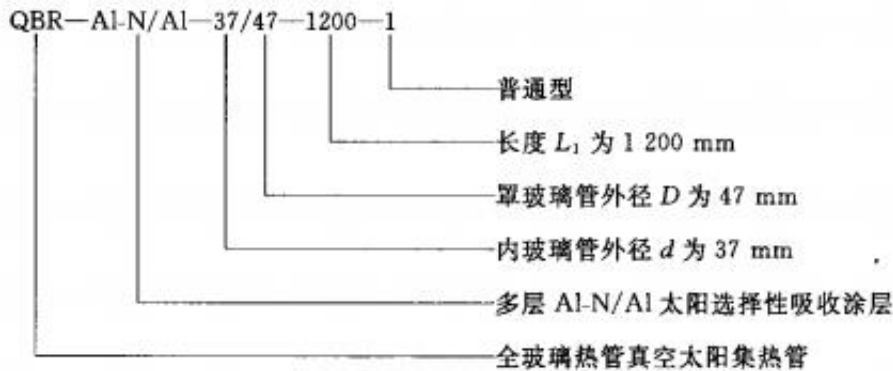 QBR—Al-N/Al—37/47—1200—1
普通型
长度 L₁ 为 1 200 mm
罩玻璃管外径 D 为 47 mm
内玻璃管外径 d 为 37 mm
多层 Al-N/Al 太阳选择性吸收涂层
全玻璃热管真空太阳集热管